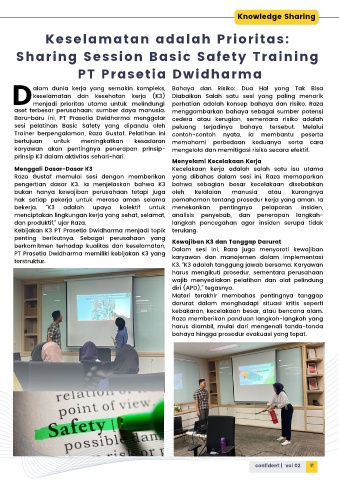 Knowledge Sharing
Keselamatan adalah Prioritas:
Sharing Session Basic Safety Training
PT Prasetia Dwidharma
Dalam dunia kerja yang semakin kompleks,
keselamatan dan kesehatan kerja (K3)
menjadi prioritas utama untuk melindungi
aset terbesar perusahaan: sumber daya manusia.
Baru-baru ini, PT Prasetia Dwidharma menggelar
sesi pelatihan Basic Safety yang dipandu oleh
Trainer berpengalaman, Raza Gustaf. Pelatihan ini
bertujuan untuk meningkatkan kesadaran
karyawan akan pentingnya penerapan prinsip-
prinsip K3 dalam aktivitas sehari-hari.
Menggali Dasar-Dasar K3
Raza Gustaf memulai sesi dengan memberikan
pengertian dasar K3. Ia menjelaskan bahwa K3
bukan hanya kewajiban perusahaan tetapi juga
hak setiap pekerja untuk merasa aman selama
bekerja. "K3 adalah upaya kolektif untuk
menciptakan lingkungan kerja yang sehat, selamat,
dan produktif," ujar Raza.
Kebijakan K3 PT Prasetia Dwidharma menjadi topik
penting berikutnya. Sebagai perusahaan yang
berkomitmen terhadap kualitas dan keselamatan,
PT Prasetia Dwidharma memiliki kebijakan K3 yang
terstruktur.
Bahaya dan Risiko: Dua Hal yang Tak Bisa
Diabaikan Salah satu sesi yang paling menarik
perhatian adalah konsep bahaya dan risiko. Raza
menggambarkan bahaya sebagai sumber potensi
cedera atau kerugian, sementara risiko adalah
peluang terjadinya bahaya tersebut. Melalui
contoh-contoh nyata, ia membantu peserta
memahami perbedaan keduanya serta cara
mengelola dan memitigasi risiko secara efektif.
Menyelami Kecelakaan Kerja
Kecelakaan kerja adalah salah satu isu utama
yang dibahas dalam sesi ini. Raza memaparkan
bahwa sebagian besar kecelakaan disebabkan
oleh kelalaian manusia atau kurangnya
pemahaman tentang prosedur kerja yang aman. Ia
menekankan pentingnya pelaporan insiden,
analisis penyebab, dan penerapan langkah-
langkah pencegahan agar insiden serupa tidak
terulang.
Kewajiban K3 dan Tanggap Darurat
Dalam sesi ini, Raza juga menyoroti kewajiban
karyawan dan manajemen dalam implementasi
K3. "K3 adalah tanggung jawab bersama. Karyawan
harus mengikuti prosedur, sementara perusahaan
wajib menyediakan pelatihan dan alat pelindung
diri (APD)," tegasnya.
Materi terakhir membahas pentingnya tanggap
darurat dalam menghadapi situasi kritis seperti
kebakaran, kecelakaan besar, atau bencana alam.
Raza memberikan panduan langkah-langkah yang
harus diambil, mulai dari mengenali tanda-tanda
bahaya hingga prosedur evakuasi yang tepat.
relation of
point of view
Safety
possible dam
confident | vol 02